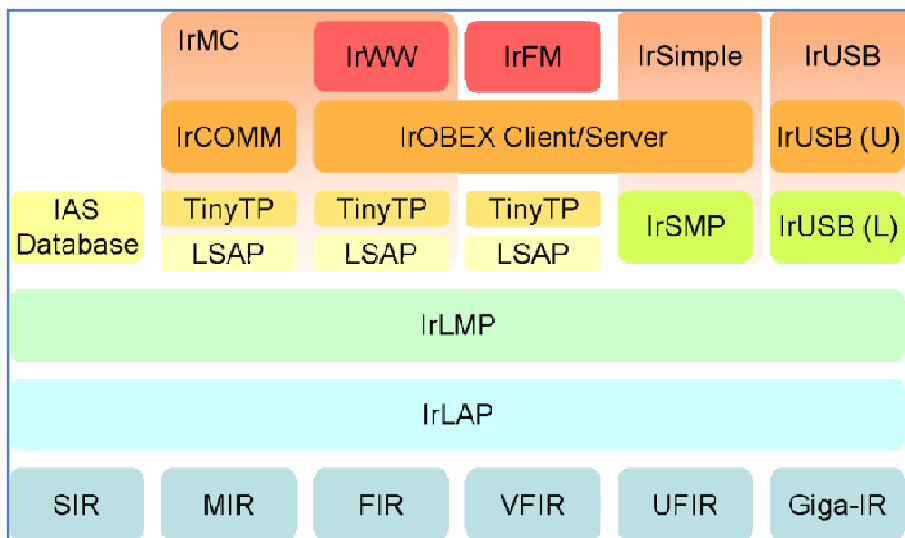 IrMC
IrWW
IrFM
IrSimple
IrUSB
IrCOMM
IrOBEX Client/Server
IrUSB (U)
IAS
Database
TinyTP
TinyTP
TinyTP
IrSMP
IrUSB (L)
LSAP
LSAP
LSAP
IrLMP
IrLAP
SIR
MIR
FIR
VFIR
UFIR
Giga-IR